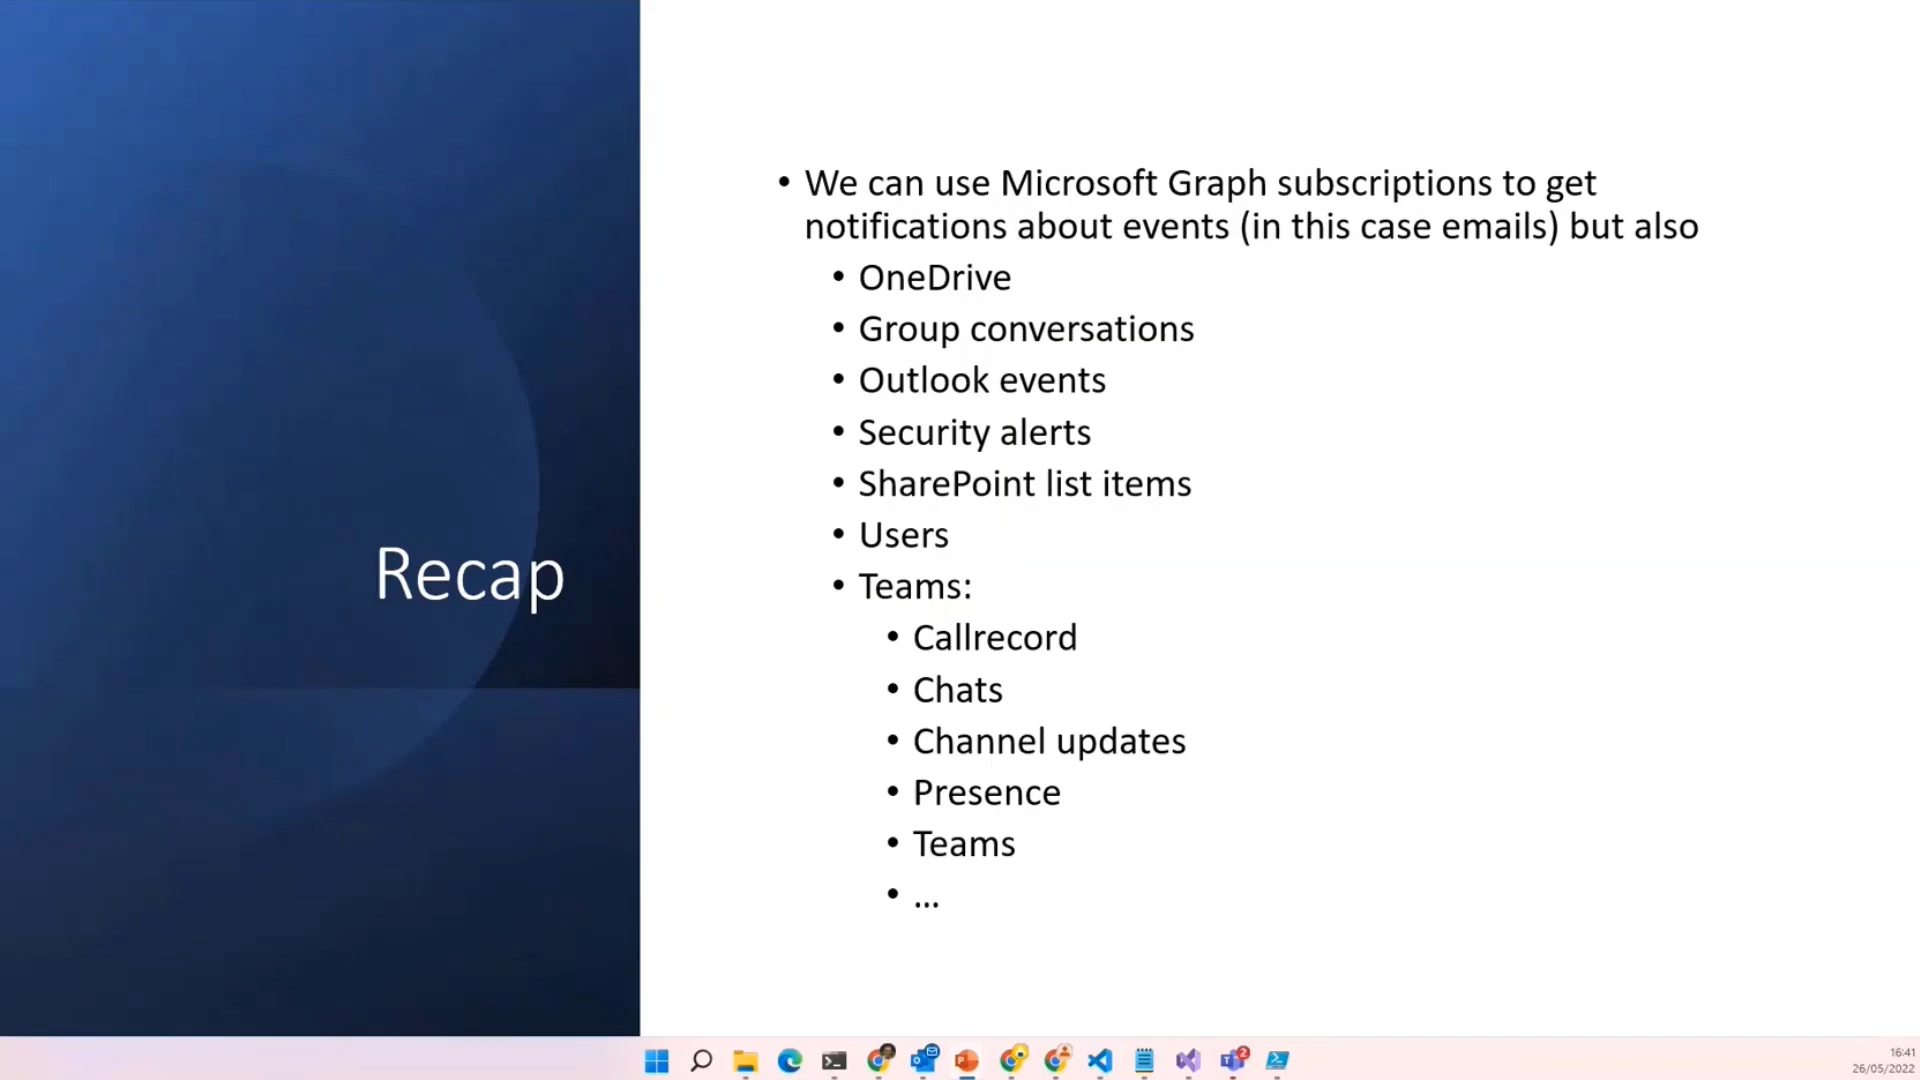 Recap
• We can use Microsoft Graph subscriptions to get
notifications about events (in this case emails) but also
• OneDrive
• Group conversations
• Outlook events
• Security alerts
• SharePoint list items
• Users
• Teams:
• Callrecord
• Chats
• Channel updates
• Presence
• Teams
• ...
2
16:41
26/05/2022